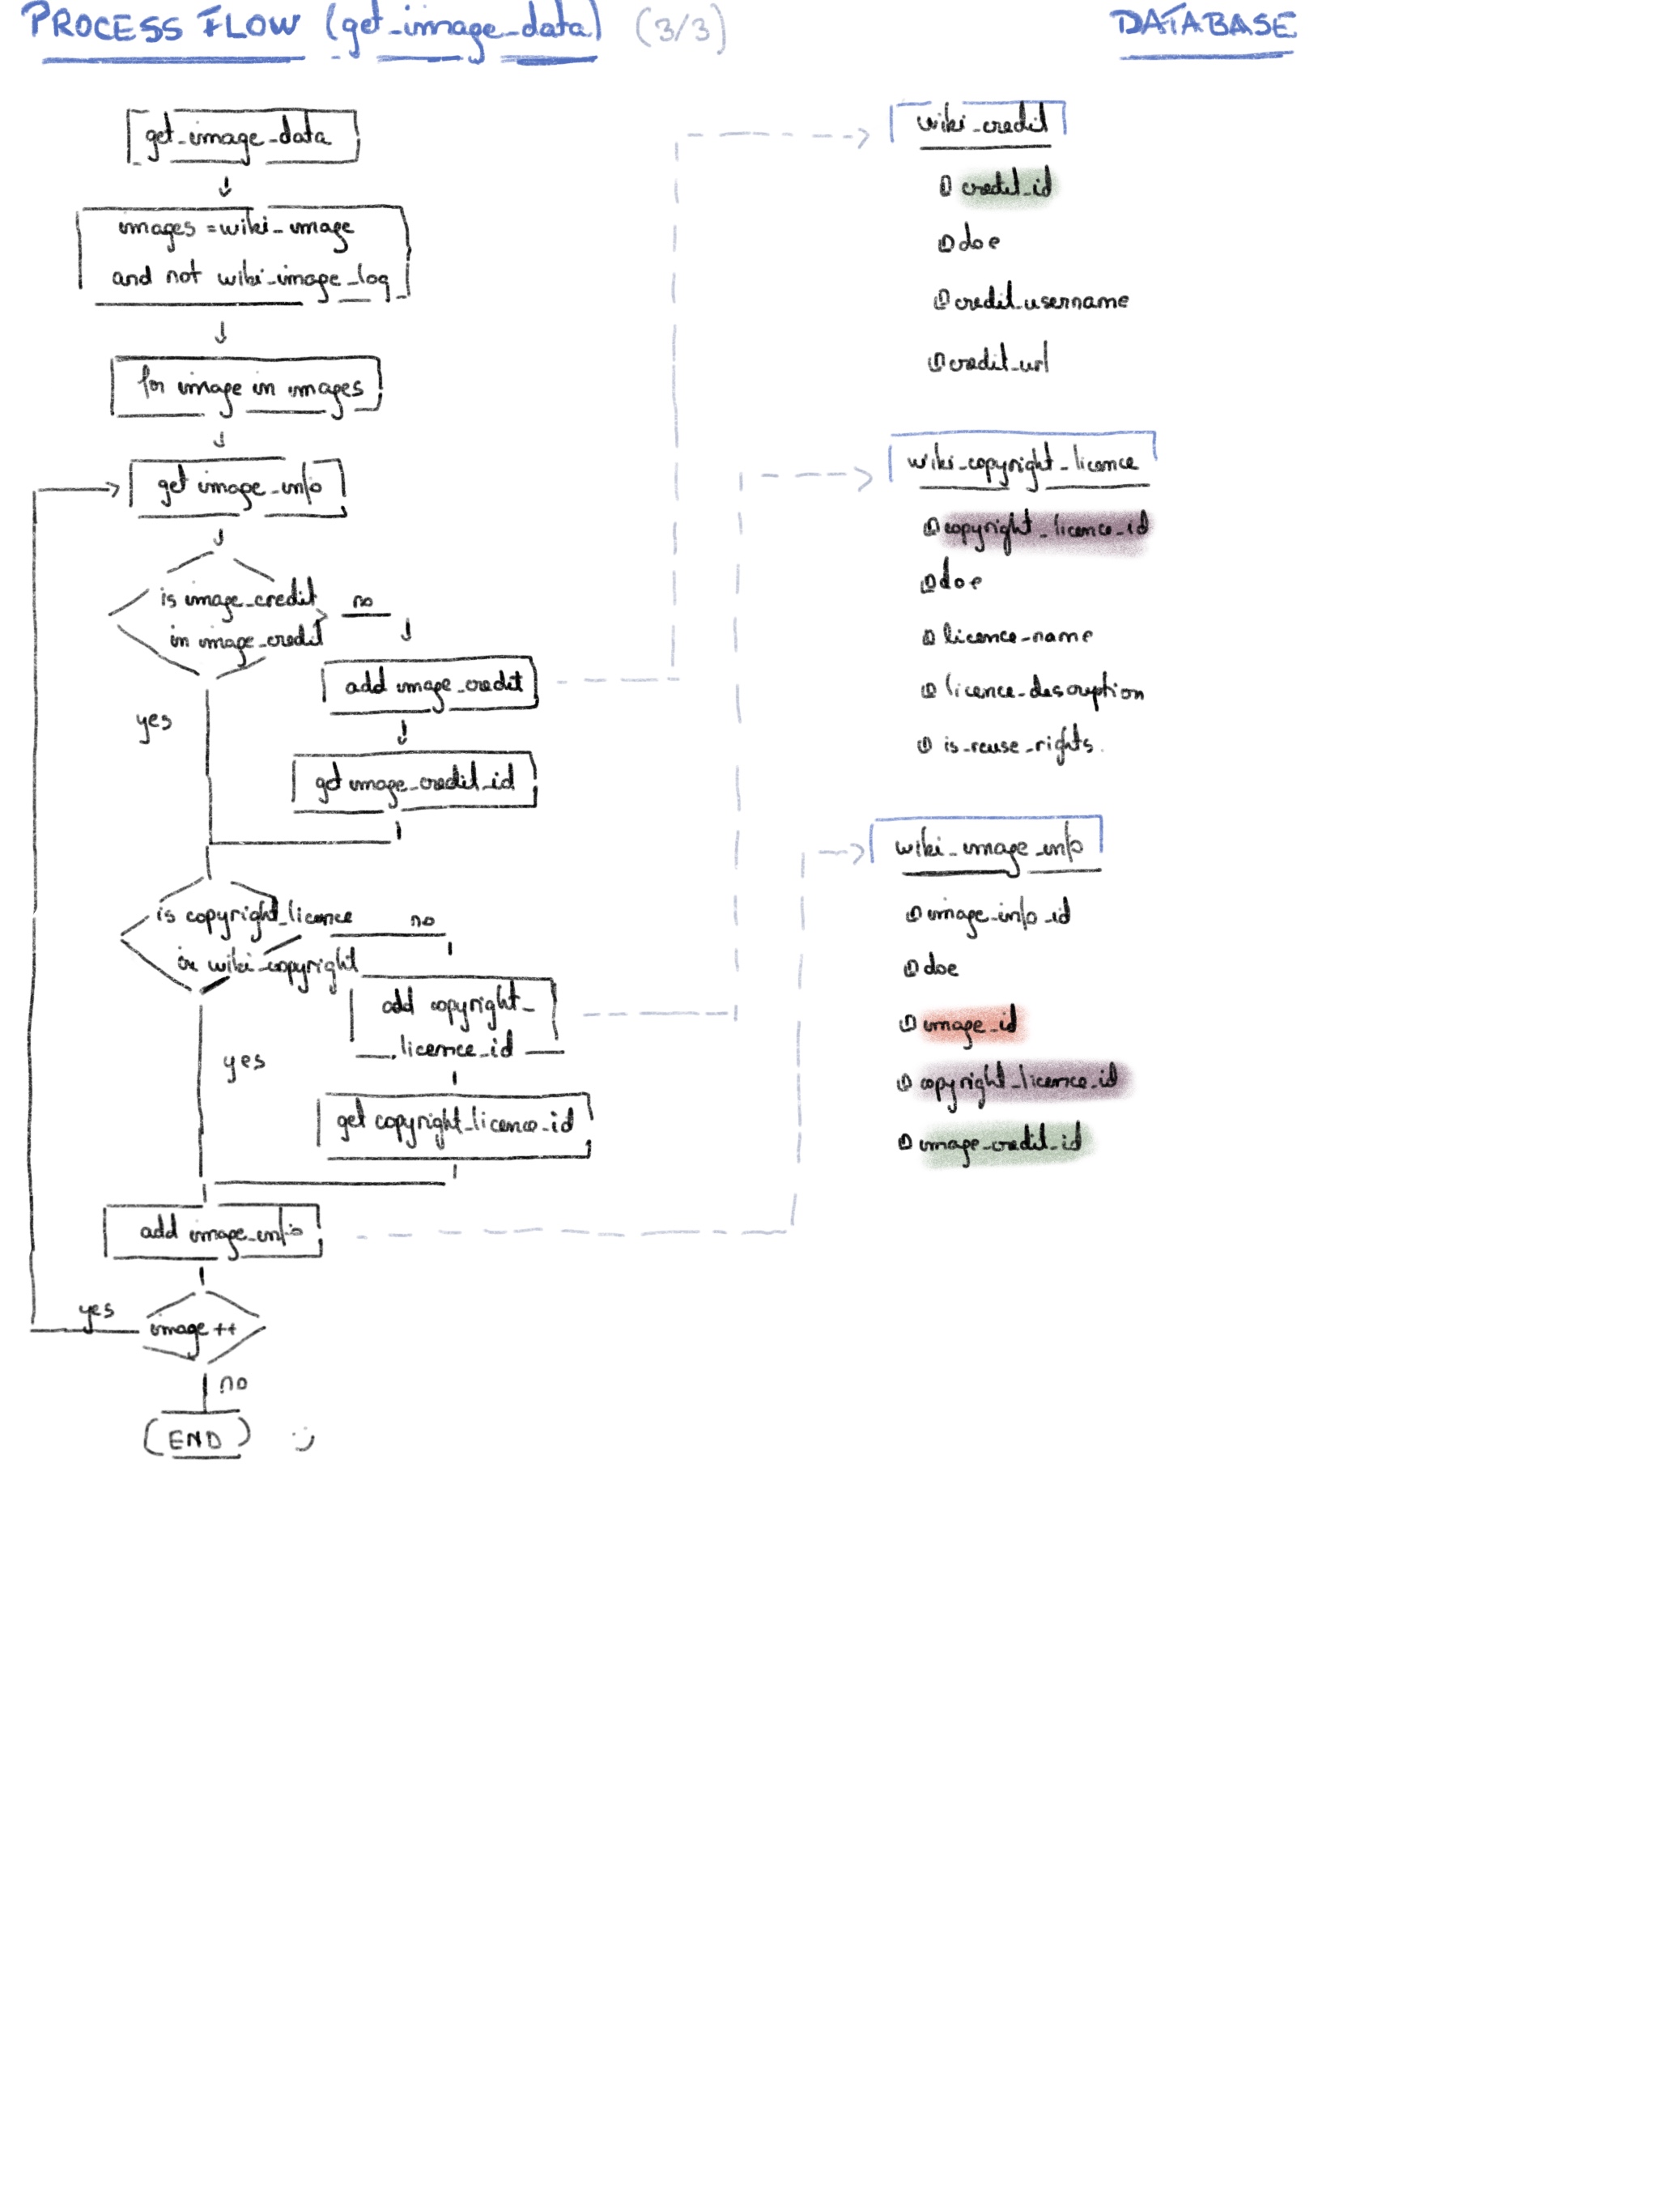 PROCESS FLOW (get_image_data) (3/3)
get_image_data
images = wiki_image
and not wiki_image_log
for image in images
get image_info
is image_credit
in image_credit
no
add image_credit
yes
get image_credit_id
is copyright_licence
in wiki_copyright
no
add copyright_
licence_id
yes
get copyright_licence_id
add image_info
yes
image ++
no
END
DATABASE
wiki_credit
credit_id
doe
credit_username
credit_url
wiki_copyright_licence
copyright_licence_id
doe
licence_name
licence_description
is_reuse_rights
wiki_image_info
image_info_id
doe
image_id
copyright_licence_id
image_credit_id